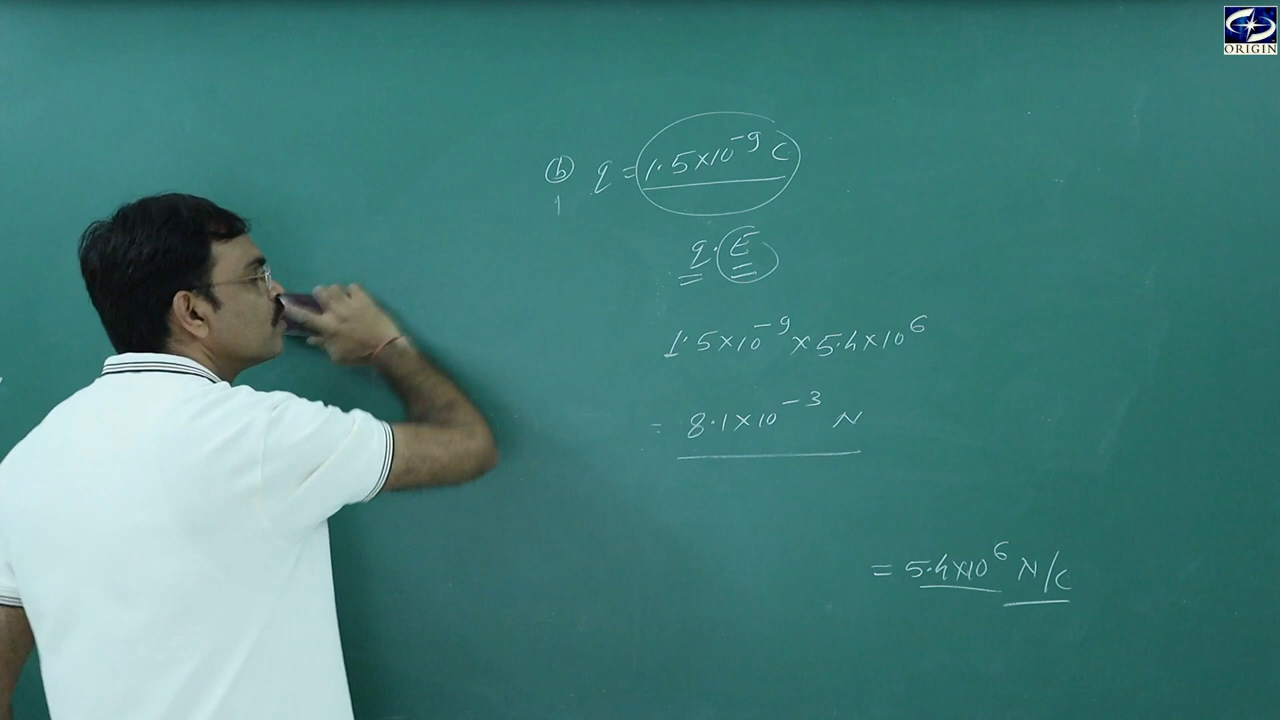 ORIGIN
(b) q = 1.5×10⁻⁹ C
1
q·E
1.5×10⁻⁹ × 5.4×10⁶
= 8.1×10⁻³ N
= 5.4×10⁶ N/C